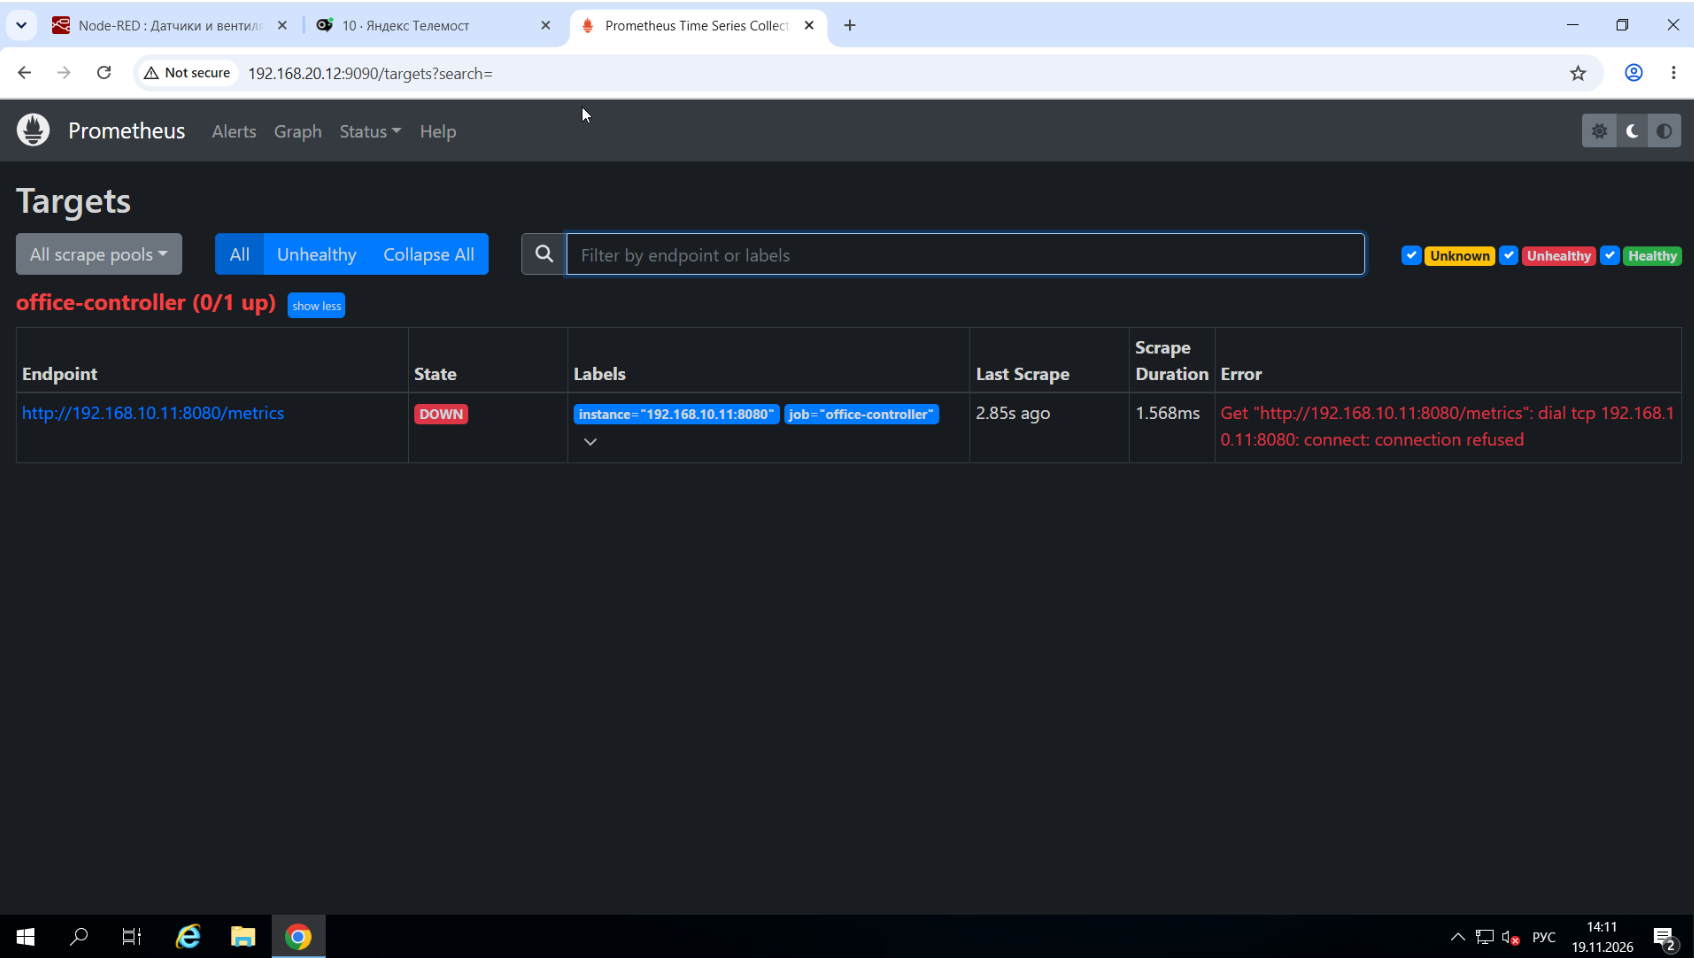 Node-RED : Датчики и вентиля
10 · Яндекс Телемост
Prometheus Time Series Collect
Not secure
192.168.20.12:9090/targets?search=
Prometheus
Alerts
Graph
Status
Help
Targets
All scrape pools
All
Unhealthy
Collapse All
Filter by endpoint or labels
Unknown
Unhealthy
Healthy
office-controller (0/1 up)
show less
Endpoint
State
Labels
Last Scrape
Scrape
Duration
Error
http://192.168.10.11:8080/metrics
DOWN
instance="192.168.10.11:8080"
job="office-controller"
2.85s ago
1.568ms
Get "http://192.168.10.11:8080/metrics": dial tcp 192.168.1
0.11:8080: connect: connection refused
РУС
14:11
19.11.2026
2